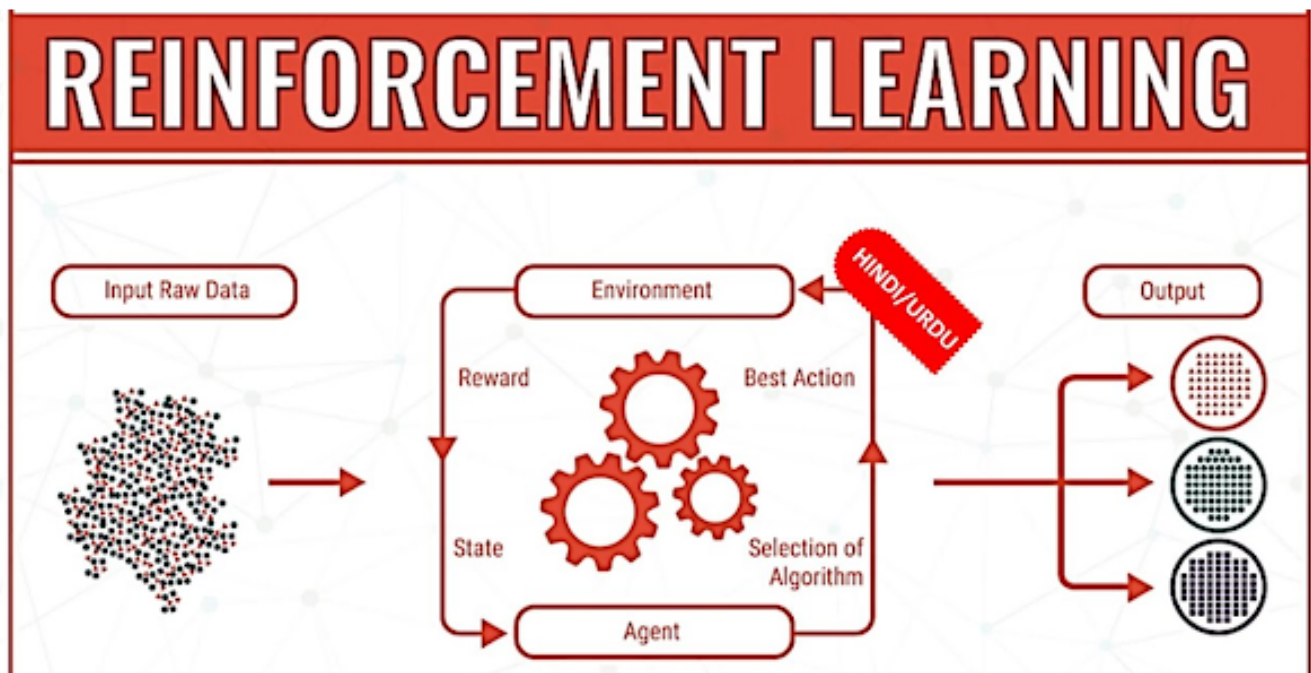 REINFORCEMENT LEARNING
Input Raw Data
Environment
HINDI/URDU
Output
Reward
Best Action
State
Selection of
Algorithm
Agent